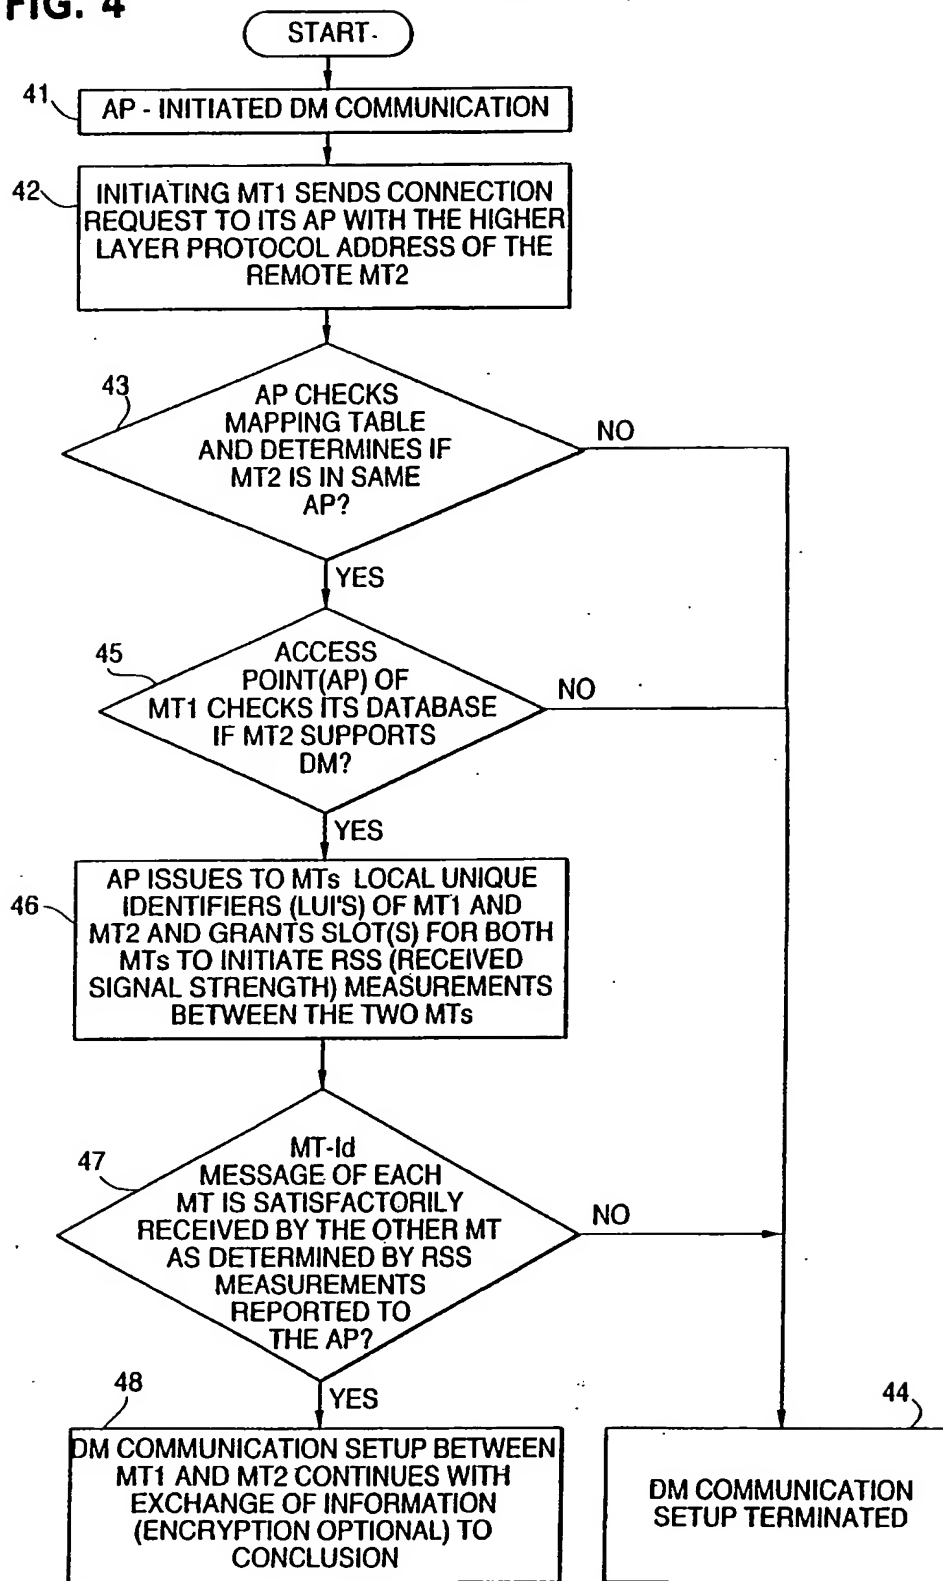 FIG. 4
START
41
AP - INITIATED DM COMMUNICATION
42
INITIATING MT1 SENDS CONNECTION
REQUEST TO ITS AP WITH THE HIGHER
LAYER PROTOCOL ADDRESS OF THE
REMOTE MT2
43
AP CHECKS
MAPPING TABLE
AND DETERMINES IF
MT2 IS IN SAME
AP?
NO
YES
45
ACCESS
POINT(AP) OF
MT1 CHECKS ITS DATABASE
IF MT2 SUPPORTS
DM?
NO
YES
46
AP ISSUES TO MTs LOCAL UNIQUE
IDENTIFIERS (LUI'S) OF MT1 AND
MT2 AND GRANTS SLOT(S) FOR BOTH
MTs TO INITIATE RSS (RECEIVED
SIGNAL STRENGTH) MEASUREMENTS
BETWEEN THE TWO MTs
47
MT-Id
MESSAGE OF EACH
MT IS SATISFACTORILY
RECEIVED BY THE OTHER MT
AS DETERMINED BY RSS
MEASUREMENTS
REPORTED TO
THE AP?
NO
YES
48
DM COMMUNICATION SETUP BETWEEN
MT1 AND MT2 CONTINUES WITH
EXCHANGE OF INFORMATION
(ENCRYPTION OPTIONAL) TO
CONCLUSION
44
DM COMMUNICATION
SETUP TERMINATED